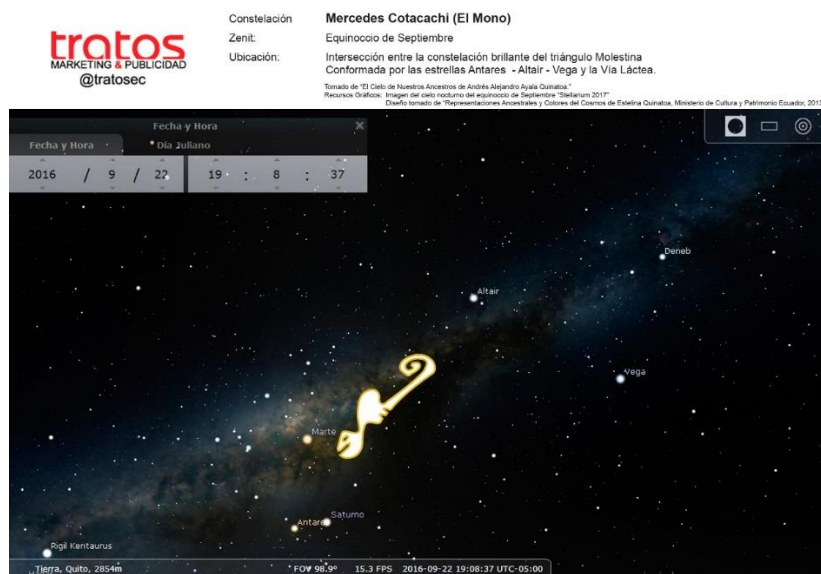 tratos
MARKETING & PUBLICIDAD
@tratosec
Constelación Mercedes Cotacachi (El Mono)
Zenit: Equinoccio de Septiembre
Ubicación: Intersección entre la constelación brillante del triángulo Molestina
Conformada por las estrellas Antares - Altair - Vega y la Vía Láctea.
Tomado de "El Cielo de Nuestros Ancestros de Andrés Alejandro Ayala Quinatoa."
Recursos Gráficos: Imagen del cielo nocturno del equinoccio de Septiembre "Stellarium 2017"
Diseño tomado de "Representaciones Ancestrales y Colores del Cosmos de Estelina Quinatoa, Ministerio de Cultura y Patrimonio Ecuador, 2013
Fecha y Hora
Fecha y Hora Día Juliano
2016 / 9 / 22 19 : 8 : 37
Deneb
Altair
Vega
Marte
Saturno
Antares
Rigil Kentaurus
Tierra, Quito, 2854m FOV 98.9° 15.3 FPS 2016-09-22 19:08:37 UTC-05:00